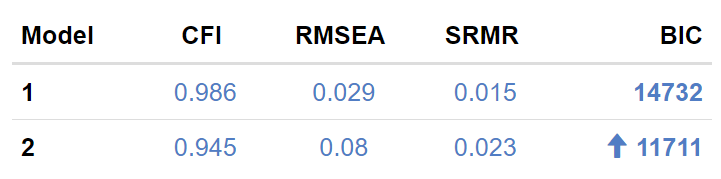 Model CFI RMSEA SRMR BIC
1 0.986 0.029 0.015 14732
2 0.945 0.08 0.023 ↑ 11711